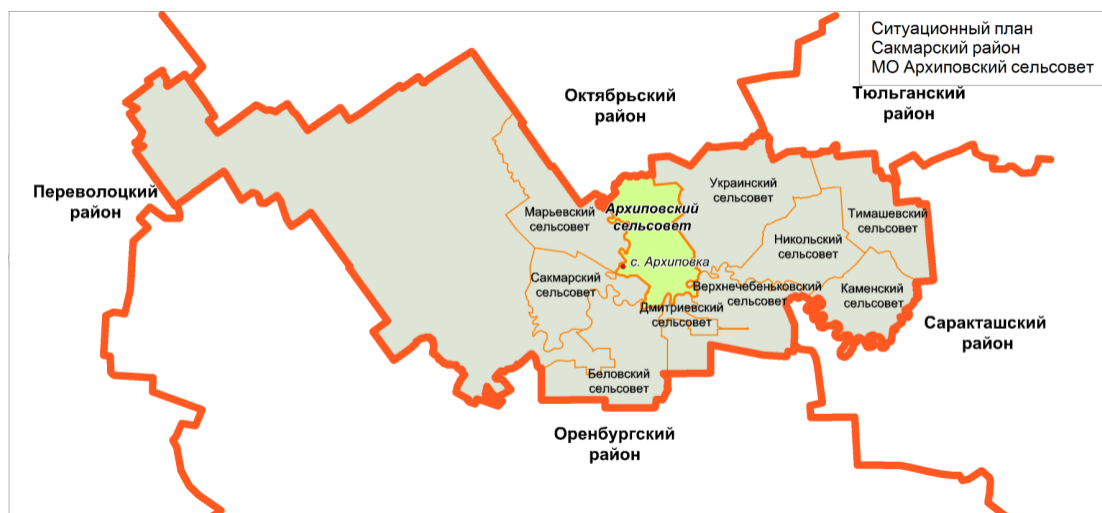 Ситуационный план
Сакмарский район
МО Архиповский сельсовет
Октябрьский
район
Тюльганский
район
Переволоцкий
район
Украинский
сельсовет
Архиповский
сельсовет
Марьевский
сельсовет
Тимашевский
сельсовет
Никольский
сельсовет
с. Архиповка
Сакмарский
сельсовет
Верхнечебеньковский
сельсовет
Каменский
сельсовет
Дмитриевский
сельсовет
Саракташский
район
Беловский
сельсовет
Оренбургский
район